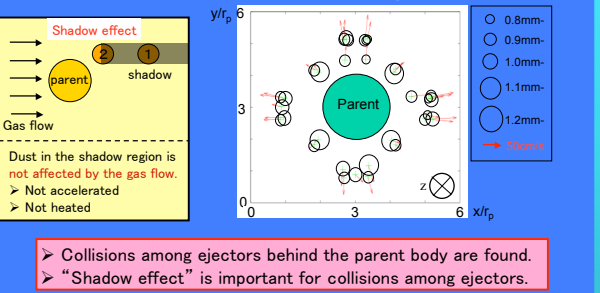 Shadow effect
2
1
parent
shadow
Gas flow
Dust in the shadow region is
not affected by the gas flow.
➢ Not accelerated
➢ Not heated
y/rp
6
3
0
0
3
6
x/rp
Parent
z
0.8mm-
0.9mm-
1.0mm-
1.1mm-
1.2mm-
➢ Collisions among ejectors behind the parent body are found.
➢ “Shadow effect” is important for collisions among ejectors.